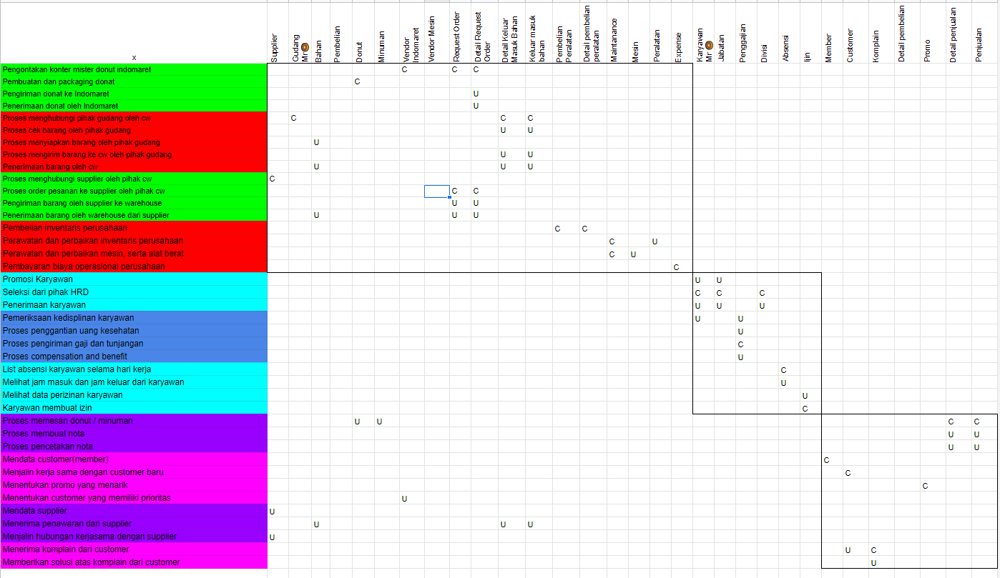 x Supplier Gudang Mr🍩 Bahan Pembelian Donut Minuman Vendor Indomaret Vendor Mesin Request Order Detail Request Order Detail Keluar Masuk Bahan Keluar masuk bahan Pembelian Peralatan Detail pembelian peralatan Maintanance Mesin Peralatan Expense Karyawan Mr 🍩 Jabatan Penggajian Divisi Absensi Ijin Member Customer Komplain Detail pembelian Promo Detail penjualan Penjualan
Pengontakan konter mister donut indomaret C C C
Pembuatan dan packaging donat C
Pengiriman donat ke Indomaret U
Penerimaan donat oleh Indomaret U
Proses menghubungi pihak gudang oleh cw C C C
Proses cek barang oleh pihak gudang U U
Proses menyiapkan barang oleh pihak gudang U
Proses mengirim barang ke cw oleh pihak gudang U U
Penerimaan barang oleh cw U U U
Proses menghubungi supplier oleh pihak cw C
Proses order pesanan ke supplier oleh pihak cw C C
Pengiriman barang oleh supplier ke warehouse U U
Penerimaan barang oleh warehouse dari supplier U U U
Pembelian inventaris perusahaan C C
Perawatan dan perbaikan inventaris perusahaan C U
Perawatan dan perbaikan mesin, serta alat berat C U
Pembayaran biaya operasional perusahaan C
Promosi Karyawan U U
Seleksi dari pihak HRD C C C
Penerimaan karyawan U U U
Pemeriksaan kedisplinan karyawan U U
Proses penggantian uang kesehatan U
Proses pengiriman gaji dan tunjangan C
Proses compensation and benefit U
List absensi karyawan selama hari kerja C
Melihat jam masuk dan jam keluar dari karyawan U
Melihat data perizinan karyawan U
Karyawan membuat izin C
Proses memesan donut / minuman U U C C
Proses membuat nota U U
Proses pencetakan nota U U
Mendata customer(member) C
Menjalin kerja sama dengan customer baru C
Menentukan promo yang menarik C
Menentukan customer yang memiliki prioritas U
Mendata supplier U
Menerima penawaran dari supplier U U U
Menjalin hubungan kerjasama dengan supplier U
Menerima komplain dari customer U C
Memberikan solusi atas komplain dari customer U